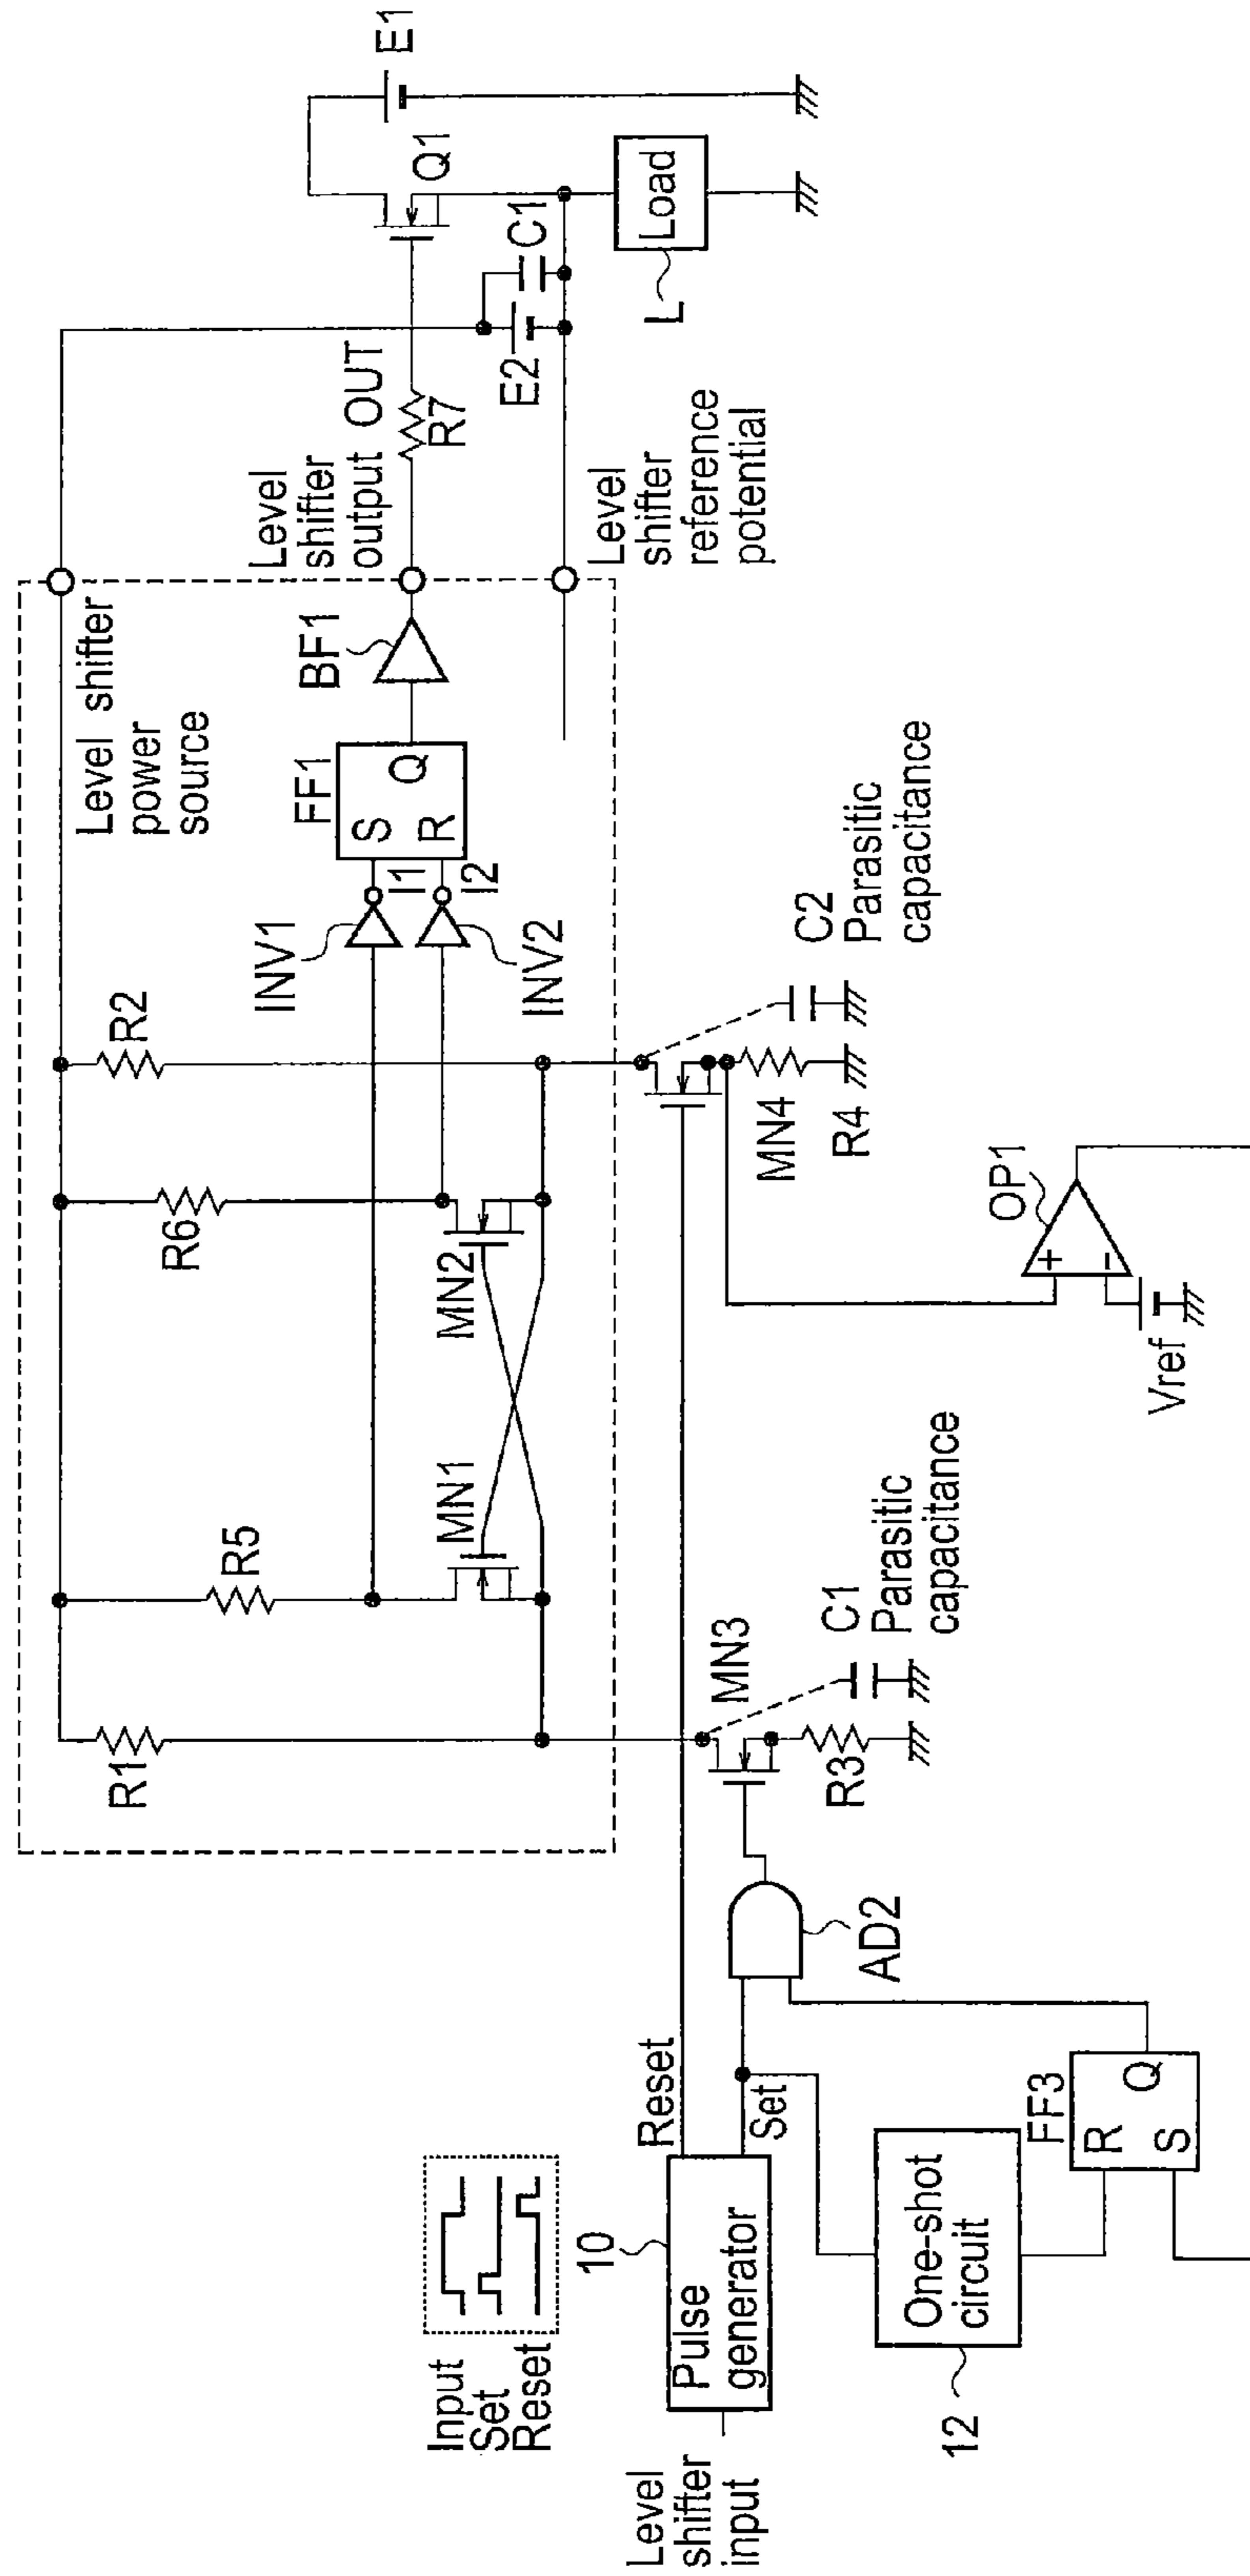 Level shifter
power
source
R1
R5
R6
R2
MN1
MN2
INV1
INV2
I1
I2
FF1
S
R
Q
BF1
Level
shifter
output OUT
R7
Level
shifter
reference
potential
E2
C1
Q1
E1
Load
L
Input
Set
Reset
10
Pulse
generator
Level
shifter
input
Reset
Set
AD2
MN3
R3
C1
Parasitic
capacitance
MN4
R4
C2
Parasitic
capacitance
OP1
+
−
Vref
12
One-shot
circuit
FF3
R
S
Q